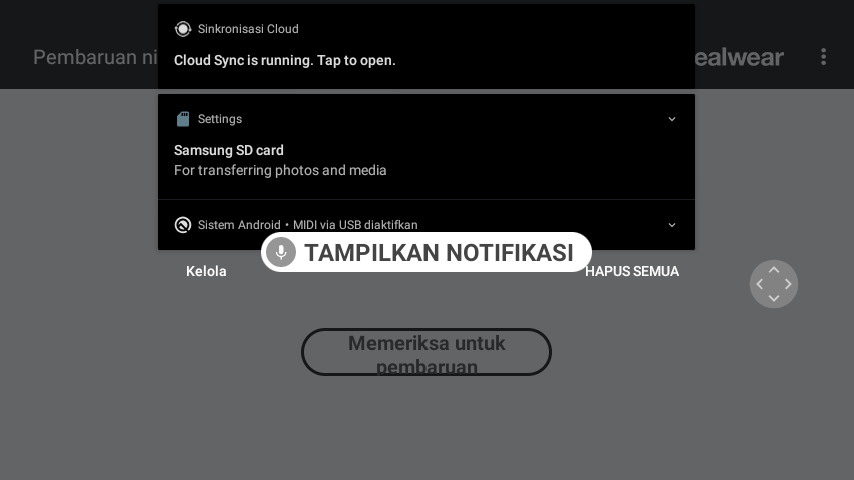 Pembaruan ni
Sinkronisasi Cloud
Cloud Sync is running. Tap to open.
ealwear
Settings
Samsung SD card
For transferring photos and media
Sistem Android • MIDI via USB diaktifkan
TAMPILKAN NOTIFIKASI
Kelola
HAPUS SEMUA
Memeriksa untuk
pembaruan